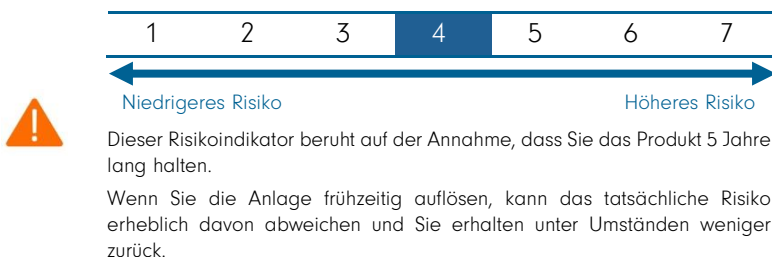 1 2 3 4 5 6 7
Niedrigeres Risiko Höheres Risiko
Dieser Risikoindikator beruht auf der Annahme, dass Sie das Produkt 5 Jahre
lang halten.
Wenn Sie die Anlage frühzeitig auflösen, kann das tatsächliche Risiko
erheblich davon abweichen und Sie erhalten unter Umständen weniger
zurück.